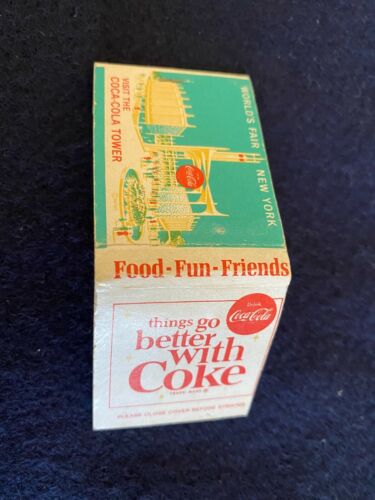 VISIT THE
COCA-COLA TOWER
WORLD'S FAIR
NEW YORK
Coca-Cola
Food-Fun-Friends
Drink
Coca-Cola
things go
better
with
Coke
TRADE MARK ®
PLEASE CLOSE COVER BEFORE STRIKING